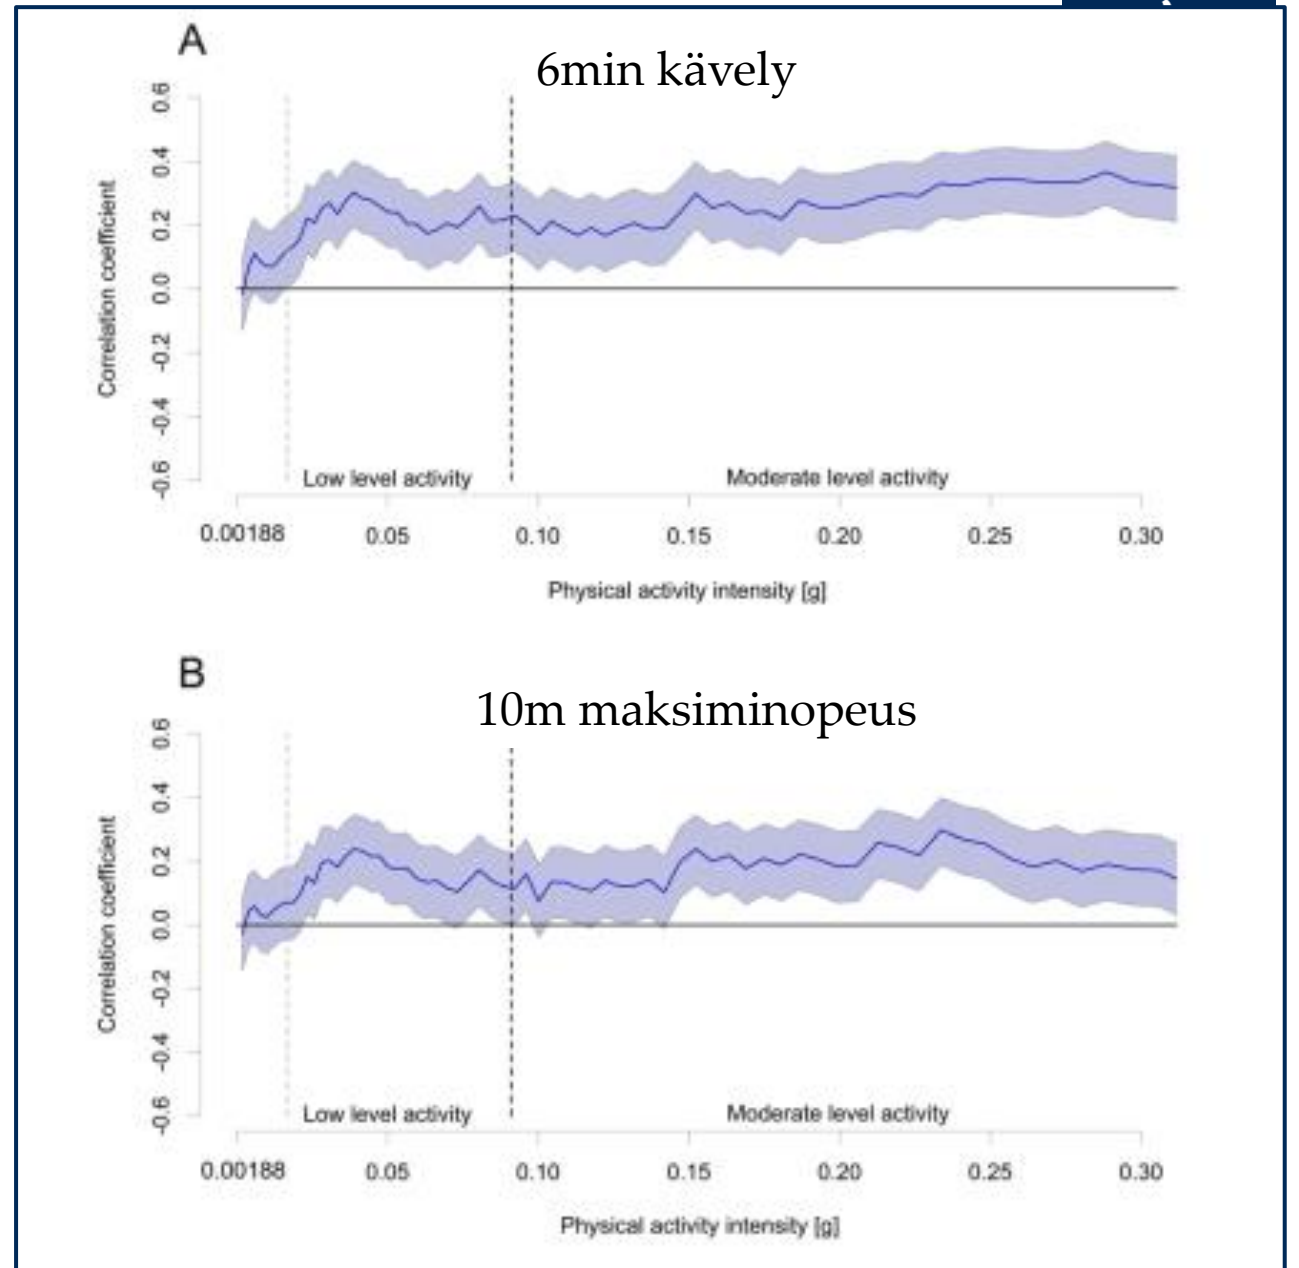 A
6min kävely
0.6
0.4
0.2
0.0
-0.2
-0.4
-0.6
Correlation coefficient
Low level activity
Moderate level activity
0.00188 0.05 0.10 0.15 0.20 0.25 0.30
Physical activity intensity [g]
B
10m maksiminopeus
0.6
0.4
0.2
0.0
-0.2
-0.4
-0.6
Correlation coefficient
Low level activity
Moderate level activity
0.00188 0.05 0.10 0.15 0.20 0.25 0.30
Physical activity intensity [g]